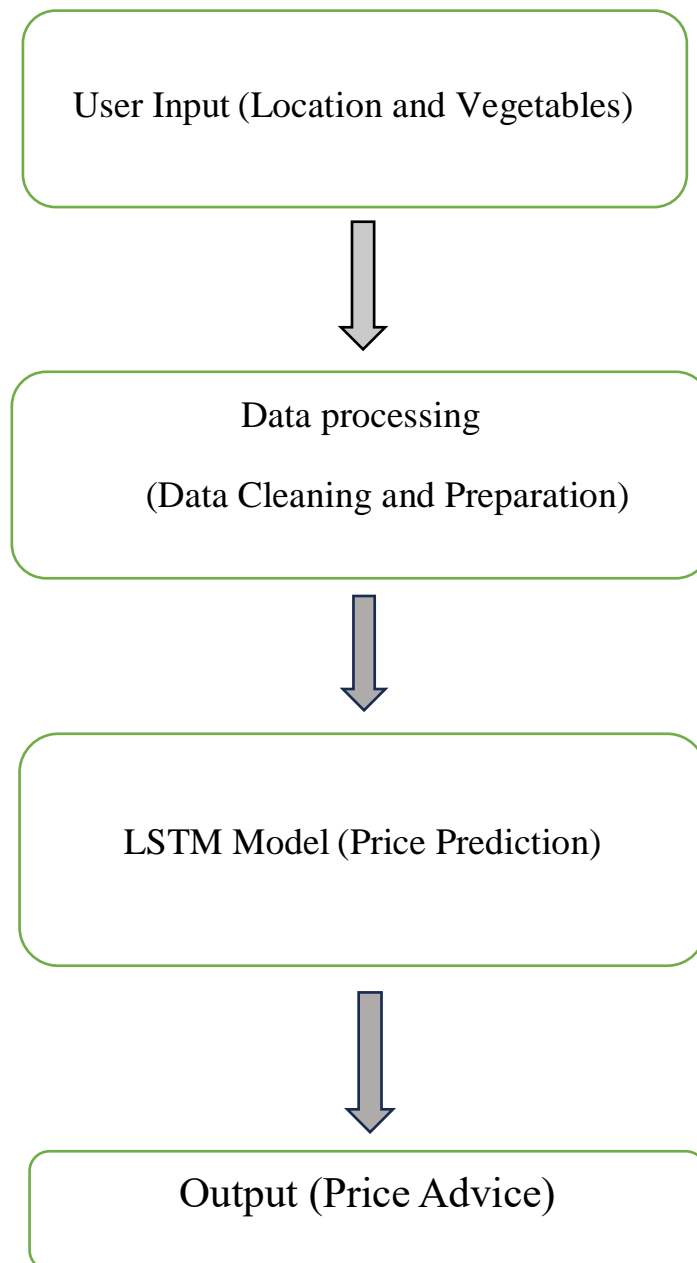 User Input (Location and Vegetables)
Data processing
(Data Cleaning and Preparation)
LSTM Model (Price Prediction)
Output (Price Advice)